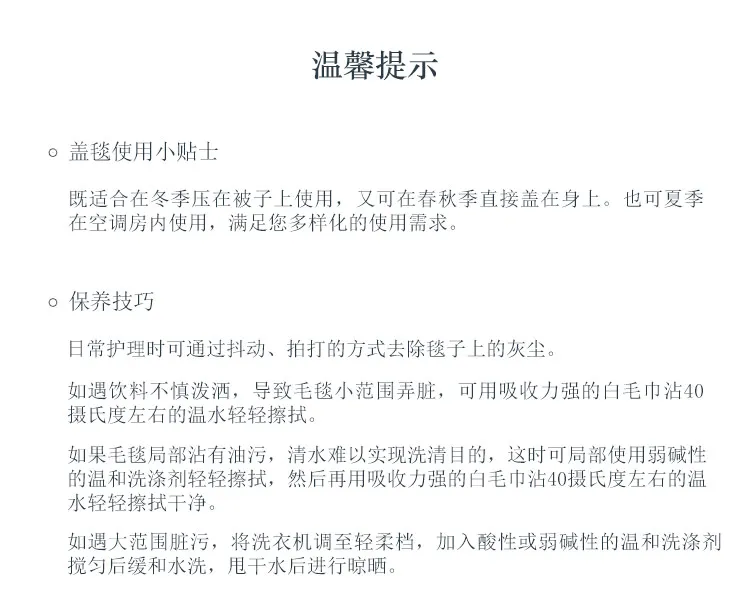 温馨提示
盖毯使用小贴士
既适合在冬季压在被子上使用，又可在春秋季直接盖在身上。也可夏季
在空调房内使用，满足您多样化的使用需求。
保养技巧
日常护理时可通过抖动、拍打的方式去除毯子上的灰尘。
如遇饮料不慎泼洒，导致毛毯小范围弄脏，可用吸收力强的白毛巾沾40
摄氏度左右的温水轻轻擦拭。
如果毛毯局部沾有油污，清水难以实现洗清目的，这时可局部使用弱碱性
的温和洗涤剂轻轻擦拭，然后再用吸收力强的白毛巾沾40摄氏度左右的温
水轻轻擦拭干净。
如遇大范围脏污，将洗衣机调至轻柔档，加入酸性或弱碱性的温和洗涤剂
搅匀后缓和水洗，甩干水后进行晾晒。